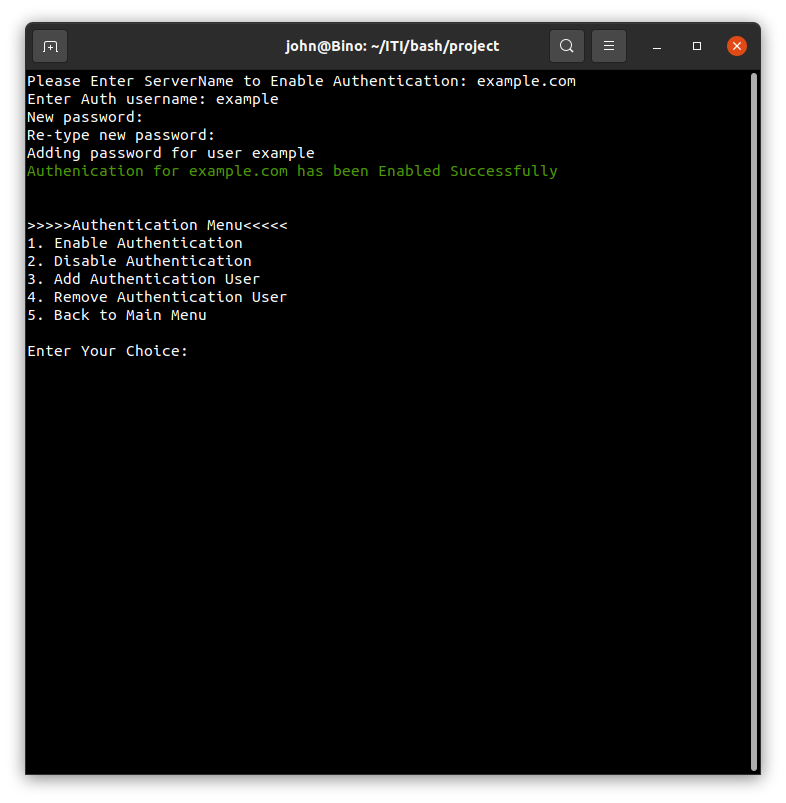 john@Bino: ~/ITI/bash/project
Please Enter ServerName to Enable Authentication: example.com
Enter Auth username: example
New password:
Re-type new password:
Adding password for user example
Authenication for example.com has been Enabled Successfully
>>>>>Authentication Menu<<<<<
1. Enable Authentication
2. Disable Authentication
3. Add Authentication User
4. Remove Authentication User
5. Back to Main Menu
Enter Your Choice: